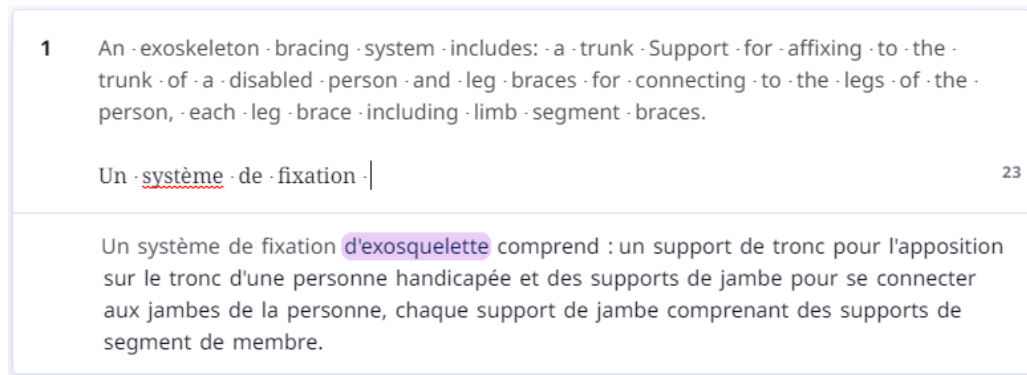 1
An · exoskeleton · bracing · system · includes: · a · trunk · Support · for · affixing · to · the ·
trunk · of · a · disabled · person · and · leg · braces · for · connecting · to · the · legs · of · the ·
person, · each · leg · brace · including · limb · segment · braces.
Un · système · de · fixation ·
23
Un système de fixation d'exosquelette comprend : un support de tronc pour l'apposition
sur le tronc d'une personne handicapée et des supports de jambe pour se connecter
aux jambes de la personne, chaque support de jambe comprenant des supports de
segment de membre.